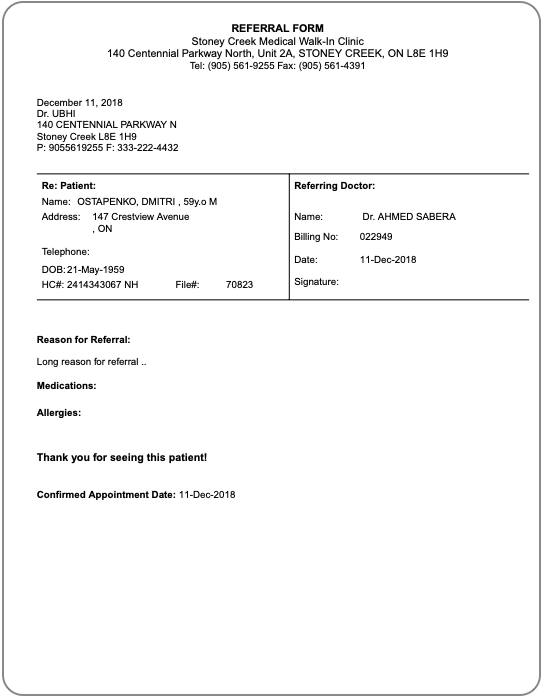 REFERRAL FORM
Stoney Creek Medical Walk-In Clinic
140 Centennial Parkway North, Unit 2A, STONEY CREEK, ON L8E 1H9
Tel: (905) 561-9255 Fax: (905) 561-4391
December 11, 2018
Dr. UBHI
140 CENTENNIAL PARKWAY N
Stoney Creek L8E 1H9
P: 9055619255 F: 333-222-4432
Re: Patient:
Name: OSTAPENKO, DMITRI , 59y.o M
Address: 147 Crestview Avenue
, ON
Telephone:
DOB: 21-May-1959
HC#: 2414343067 NH File#: 70823
Referring Doctor:
Name: Dr. AHMED SABERA
Billing No: 022949
Date: 11-Dec-2018
Signature:
Reason for Referral:
Long reason for referral ..
Medications:
Allergies:
Thank you for seeing this patient!
Confirmed Appointment Date: 11-Dec-2018